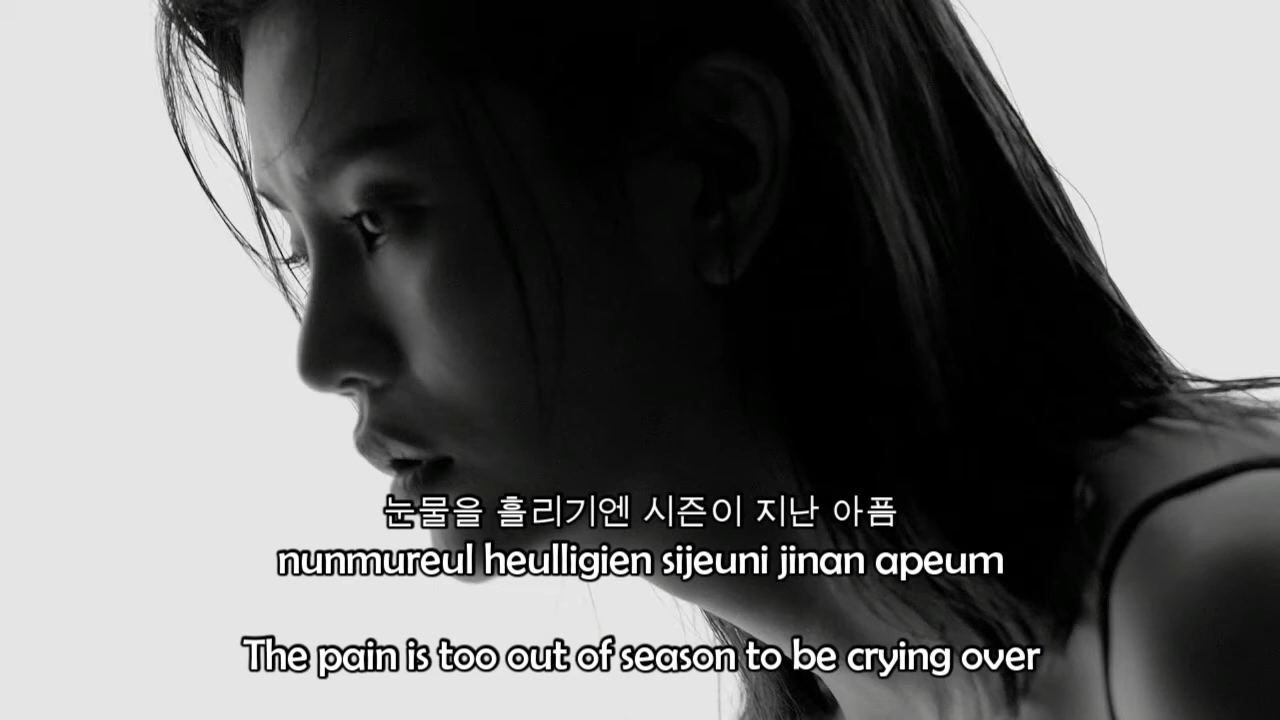 눈물을 흘리기엔 시즌이 지난 아픔
nunmureul heulligien sijeuni jinan apeum
The pain is too out of season to be crying over